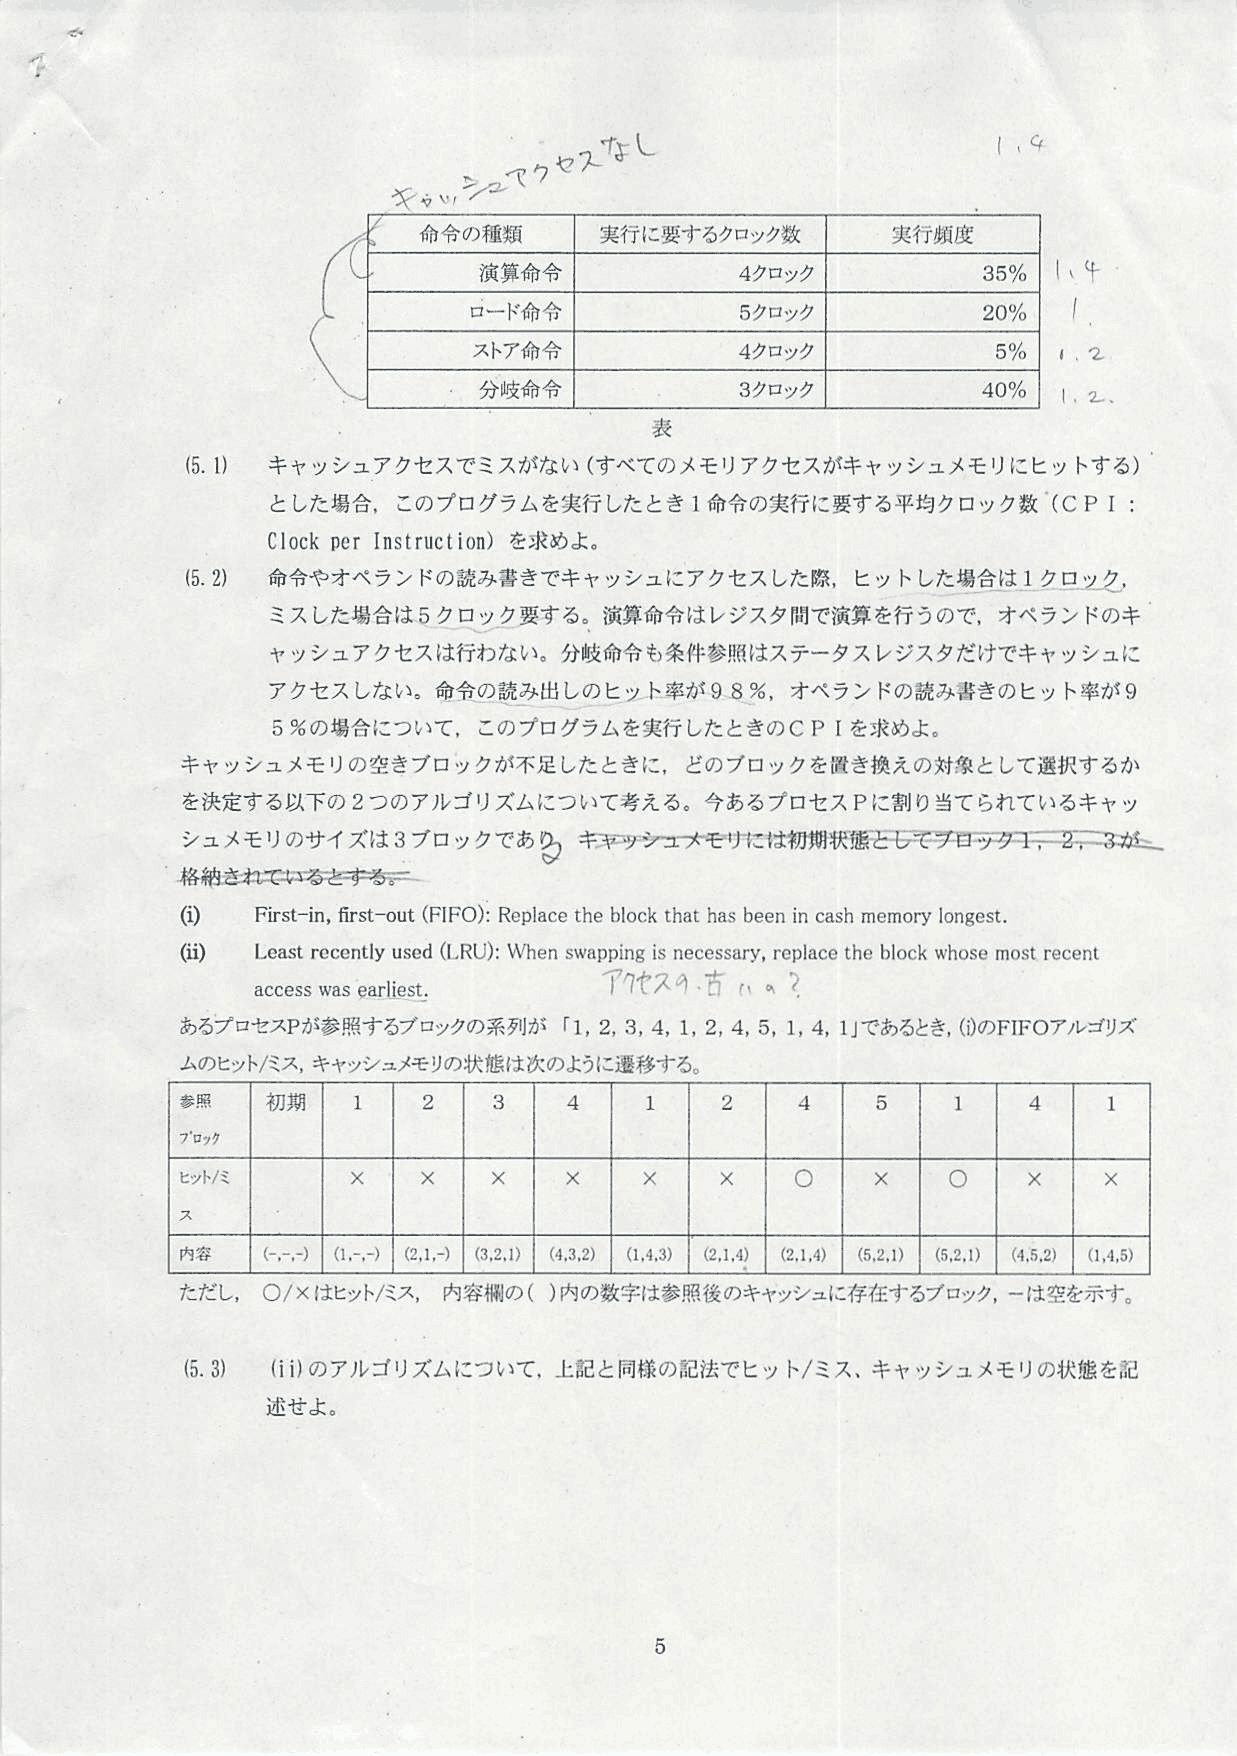 キャッシュアクセスなし
1.4
命令の種類 実行に要するクロック数 実行頻度
演算命令 4クロック 35% 1.4
ロード命令 5クロック 20% 1.
ストア命令 4クロック 5% 1.2
分岐命令 3クロック 40% 1.2.
表
(5.1) キャッシュアクセスでミスがない(すべてのメモリアクセスがキャッシュメモリにヒットする)
とした場合，このプログラムを実行したとき１命令の実行に要する平均クロック数（ＣＰＩ：
Clock per Instruction）を求めよ。
(5.2) 命令やオペランドの読み書きでキャッシュにアクセスした際，ヒットした場合は１クロック，
ミスした場合は５クロック要する。演算命令はレジスタ間で演算を行うので，オペランドのキ
ャッシュアクセスは行わない。分岐命令も条件参照はステータスレジスタだけでキャッシュに
アクセスしない。命令の読み出しのヒット率が９８％，オペランドの読み書きのヒット率が９
５％の場合について，このプログラムを実行したときのＣＰＩを求めよ。
キャッシュメモリの空きブロックが不足したときに，どのブロックを置き換えの対象として選択するか
を決定する以下の２つのアルゴリズムについて考える。今あるプロセスＰに割り当てられているキャッ
シュメモリのサイズは３ブロックである キャッシュメモリには初期状態としてブロック１，２，３が
格納されているとする。
(i) First-in, first-out (FIFO): Replace the block that has been in cash memory longest.
(ii) Least recently used (LRU): When swapping is necessary, replace the block whose most recent
access was earliest.
アクセスの古いの?
あるプロセスPが参照するブロックの系列が「1, 2, 3, 4, 1, 2, 4, 5, 1, 4, 1」であるとき, (i)のFIFOアルゴリズ
ムのヒット/ミス, キャッシュメモリの状態は次のように遷移する。
参照 初期 1 2 3 4 1 2 4 5 1 4 1
ブロック
ヒット/ミ × × × × × × ○ × ○ × ×
ス
内容 (-,-,-) (1,-,-) (2,1,-) (3,2,1) (4,3,2) (1,4,3) (2,1,4) (2,1,4) (5,2,1) (5,2,1) (4,5,2) (1,4,5)
ただし， ○/×はヒット/ミス， 内容欄の( )内の数字は参照後のキャッシュに存在するブロック, －は空を示す。
(5.3) (ii)のアルゴリズムについて，上記と同様の記法でヒット/ミス、キャッシュメモリの状態を記
述せよ。
5